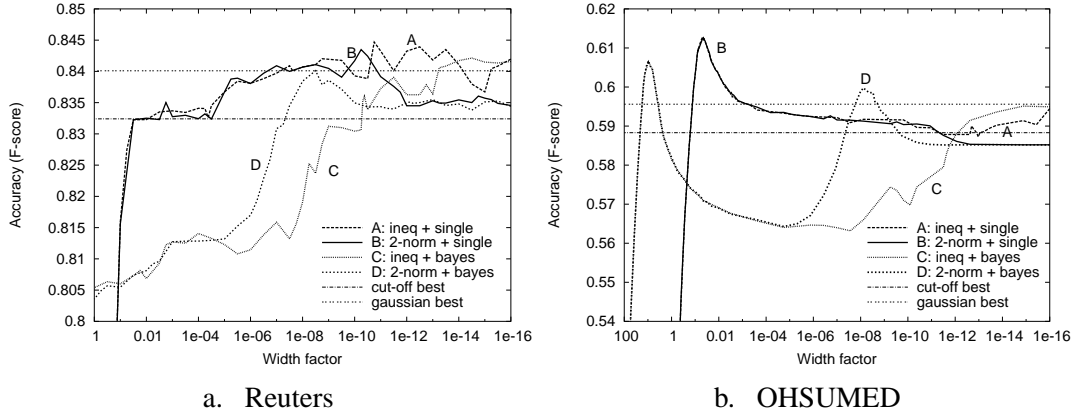 0.85
0.845
0.84
0.835
0.83
0.825
0.82
0.815
0.81
0.805
0.8
Accuracy (F-score)
A
B
C
D
A: ineq + single
B: 2-norm + single
C: ineq + bayes
D: 2-norm + bayes
cut-off best
gaussian best
1 0.01 1e-04 1e-06 1e-08 1e-10 1e-12 1e-14 1e-16
Width factor
a. Reuters
0.62
0.61
0.6
0.59
0.58
0.57
0.56
0.55
0.54
Accuracy (F-score)
B
D
A
C
A: ineq + single
B: 2-norm + single
C: ineq + bayes
D: 2-norm + bayes
cut-off best
gaussian best
100 1 0.01 1e-04 1e-06 1e-08 1e-10 1e-12 1e-14 1e-16
Width factor
b. OHSUMED